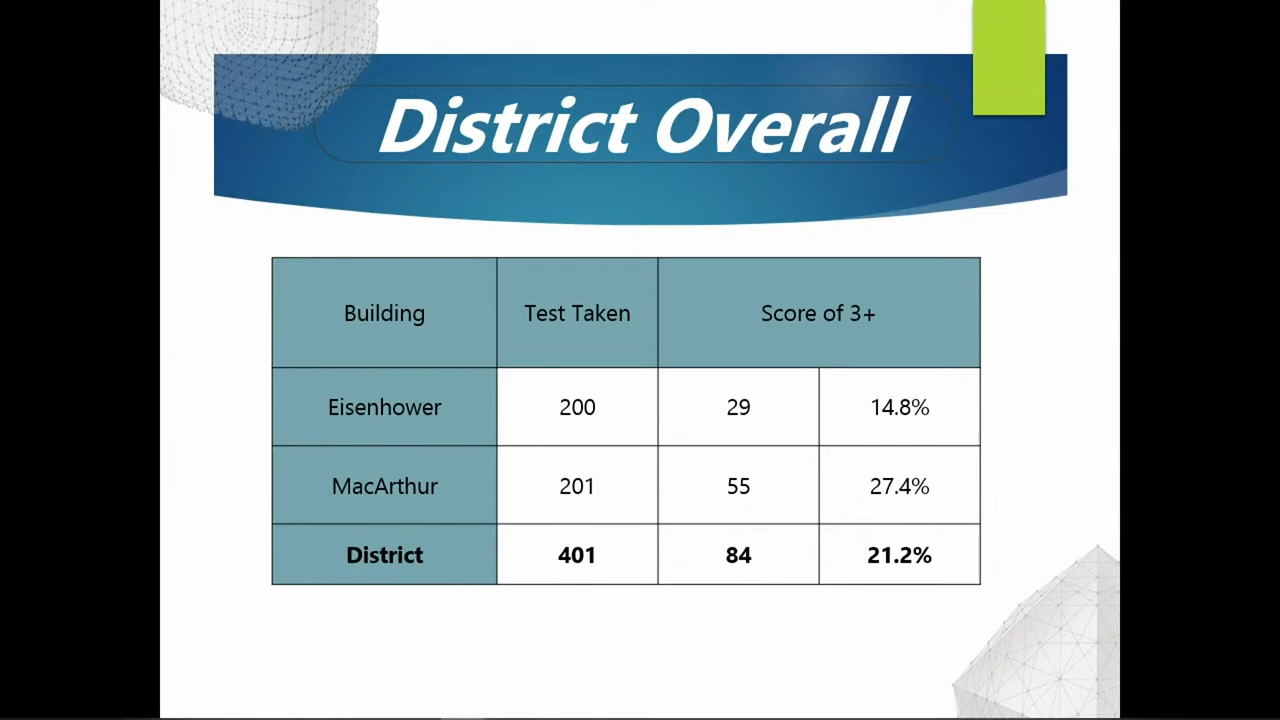 District Overall
Building Test Taken Score of 3+
Eisenhower 200 29 14.8%
MacArthur 201 55 27.4%
District 401 84 21.2%